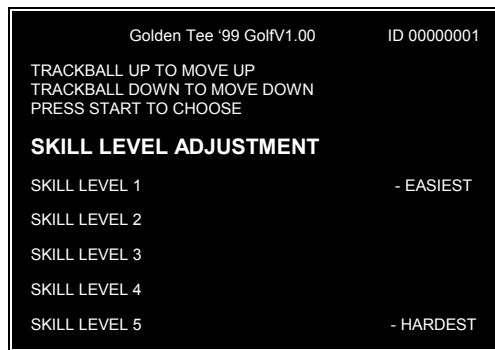 Golden Tee '99 GolfV1.00 ID 00000001
TRACKBALL UP TO MOVE UP
TRACKBALL DOWN TO MOVE DOWN
PRESS START TO CHOOSE
SKILL LEVEL ADJUSTMENT
SKILL LEVEL 1 - EASIEST
SKILL LEVEL 2
SKILL LEVEL 3
SKILL LEVEL 4
SKILL LEVEL 5 - HARDEST